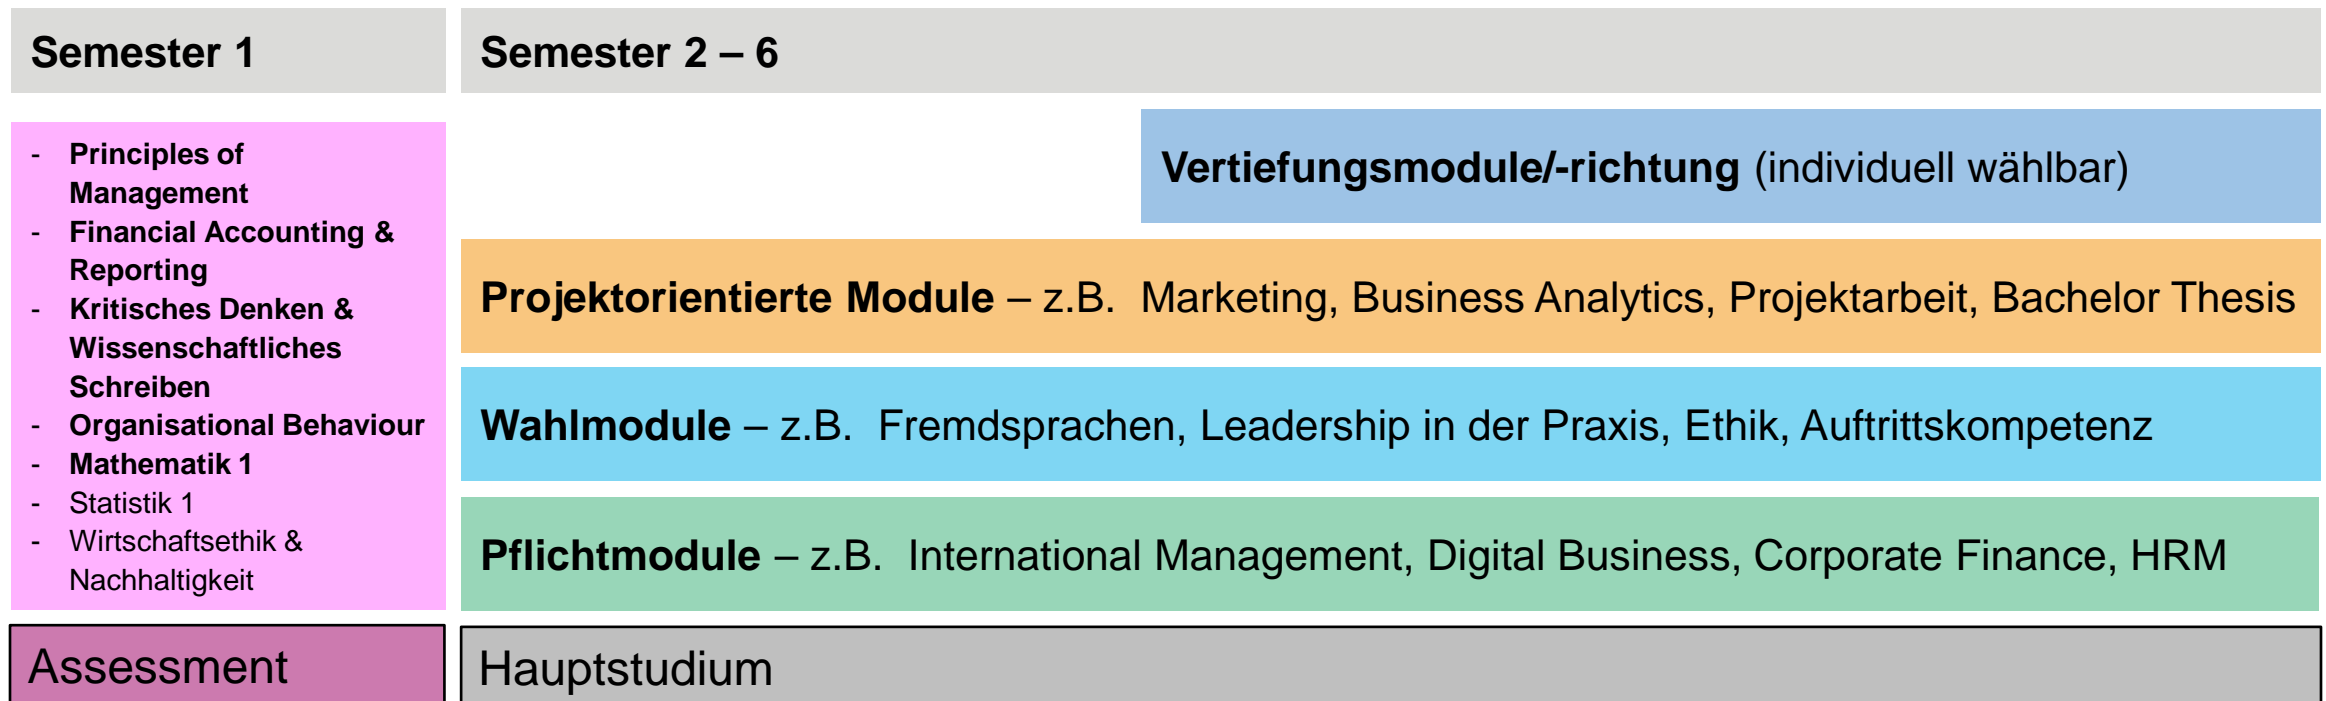 Semester 1
Semester 2 – 6
- Principles of
Management
- Financial Accounting &
Reporting
- Kritisches Denken &
Wissenschaftliches
Schreiben
- Organisational Behaviour
- Mathematik 1
- Statistik 1
- Wirtschaftsethik &
Nachhaltigkeit
Assessment
Vertiefungsmodule/-richtung (individuell wählbar)
Projektorientierte Module – z.B. Marketing, Business Analytics, Projektarbeit, Bachelor Thesis
Wahlmodule – z.B. Fremdsprachen, Leadership in der Praxis, Ethik, Auftrittskompetenz
Pflichtmodule – z.B. International Management, Digital Business, Corporate Finance, HRM
Hauptstudium